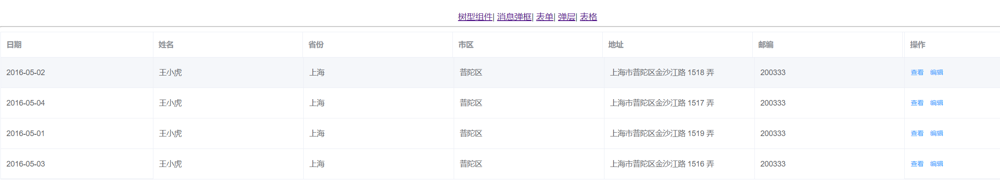 树型组件| 消息弹框| 表单| 弹层| 表格
日期 姓名 省份 市区 地址 邮编 操作
2016-05-02 王小虎 上海 普陀区 上海市普陀区金沙江路 1518 弄 200333 查看 编辑
2016-05-04 王小虎 上海 普陀区 上海市普陀区金沙江路 1517 弄 200333 查看 编辑
2016-05-01 王小虎 上海 普陀区 上海市普陀区金沙江路 1519 弄 200333 查看 编辑
2016-05-03 王小虎 上海 普陀区 上海市普陀区金沙江路 1516 弄 200333 查看 编辑